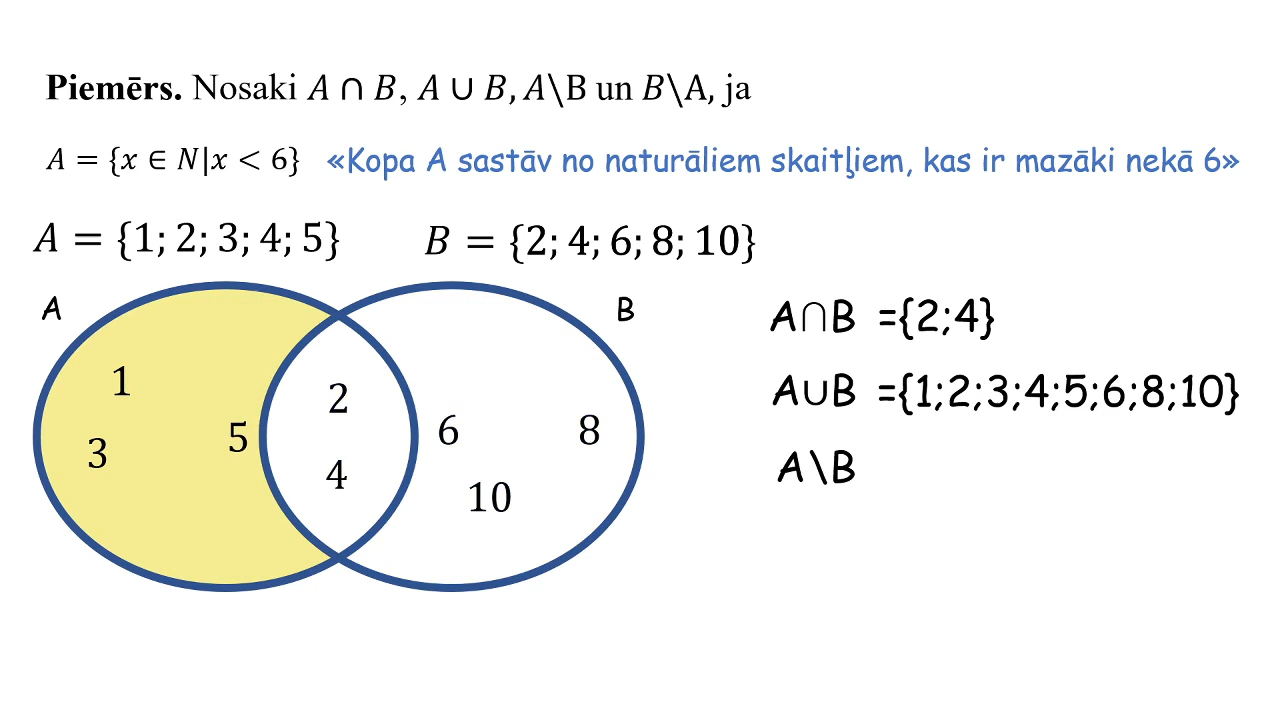 Piemērs. Nosaki A ∩ B, A ∪ B, A\B un B\A, ja
A = {x ∈ N|x < 6} «Kopa A sastāv no naturāliem skaitļiem, kas ir mazāki nekā 6»
A = {1; 2; 3; 4; 5} B = {2; 4; 6; 8; 10}
A B
A∩B ={2;4}
1 2 A∪B ={1;2;3;4;5;6;8;10}
3 5 6 8
4 A\B
10